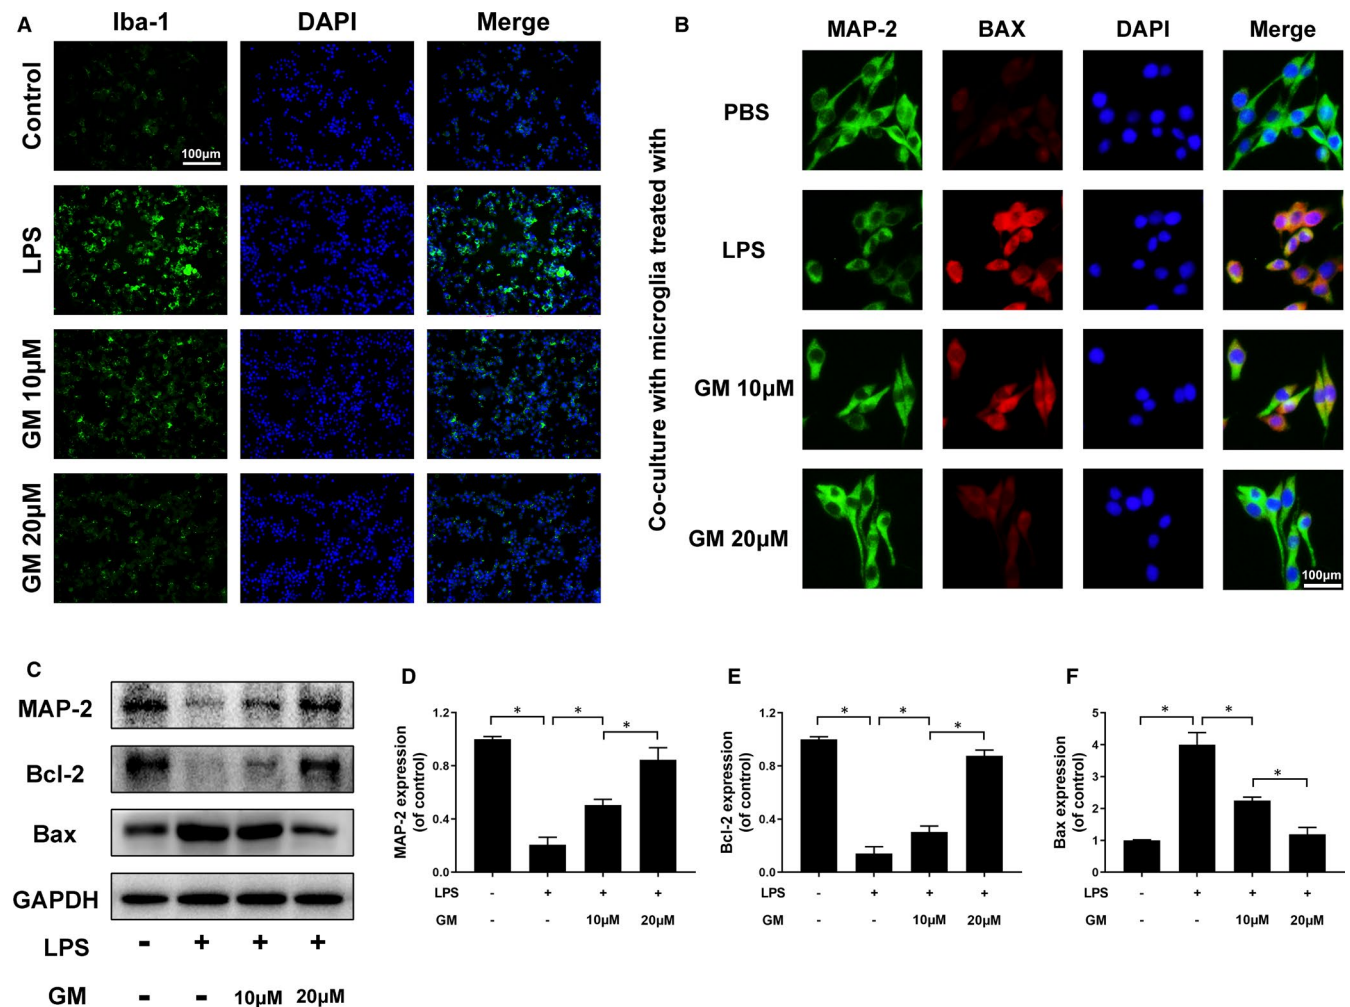 A
Iba-1 DAPI Merge
Control
100µm
LPS
GM 10µM
GM 20µM
B
MAP-2 BAX DAPI Merge
Co-culture with microglia treated with
PBS
LPS
GM 10µM
GM 20µM
100µm
C
MAP-2
Bcl-2
Bax
GAPDH
LPS - + + +
GM - - 10µM 20µM
D
MAP-2 expression
(of control)
1.2
0.8
0.4
0.0
* * *
LPS - + + +
GM - - 10µM 20µM
E
Bcl-2 expression
(of control)
1.2
0.8
0.4
0.0
* * *
LPS - + + +
GM - - 10µM 20µM
F
Bax expression
(of control)
5
4
3
2
1
0
* * *
LPS - + + +
GM - - 10µM 20µM